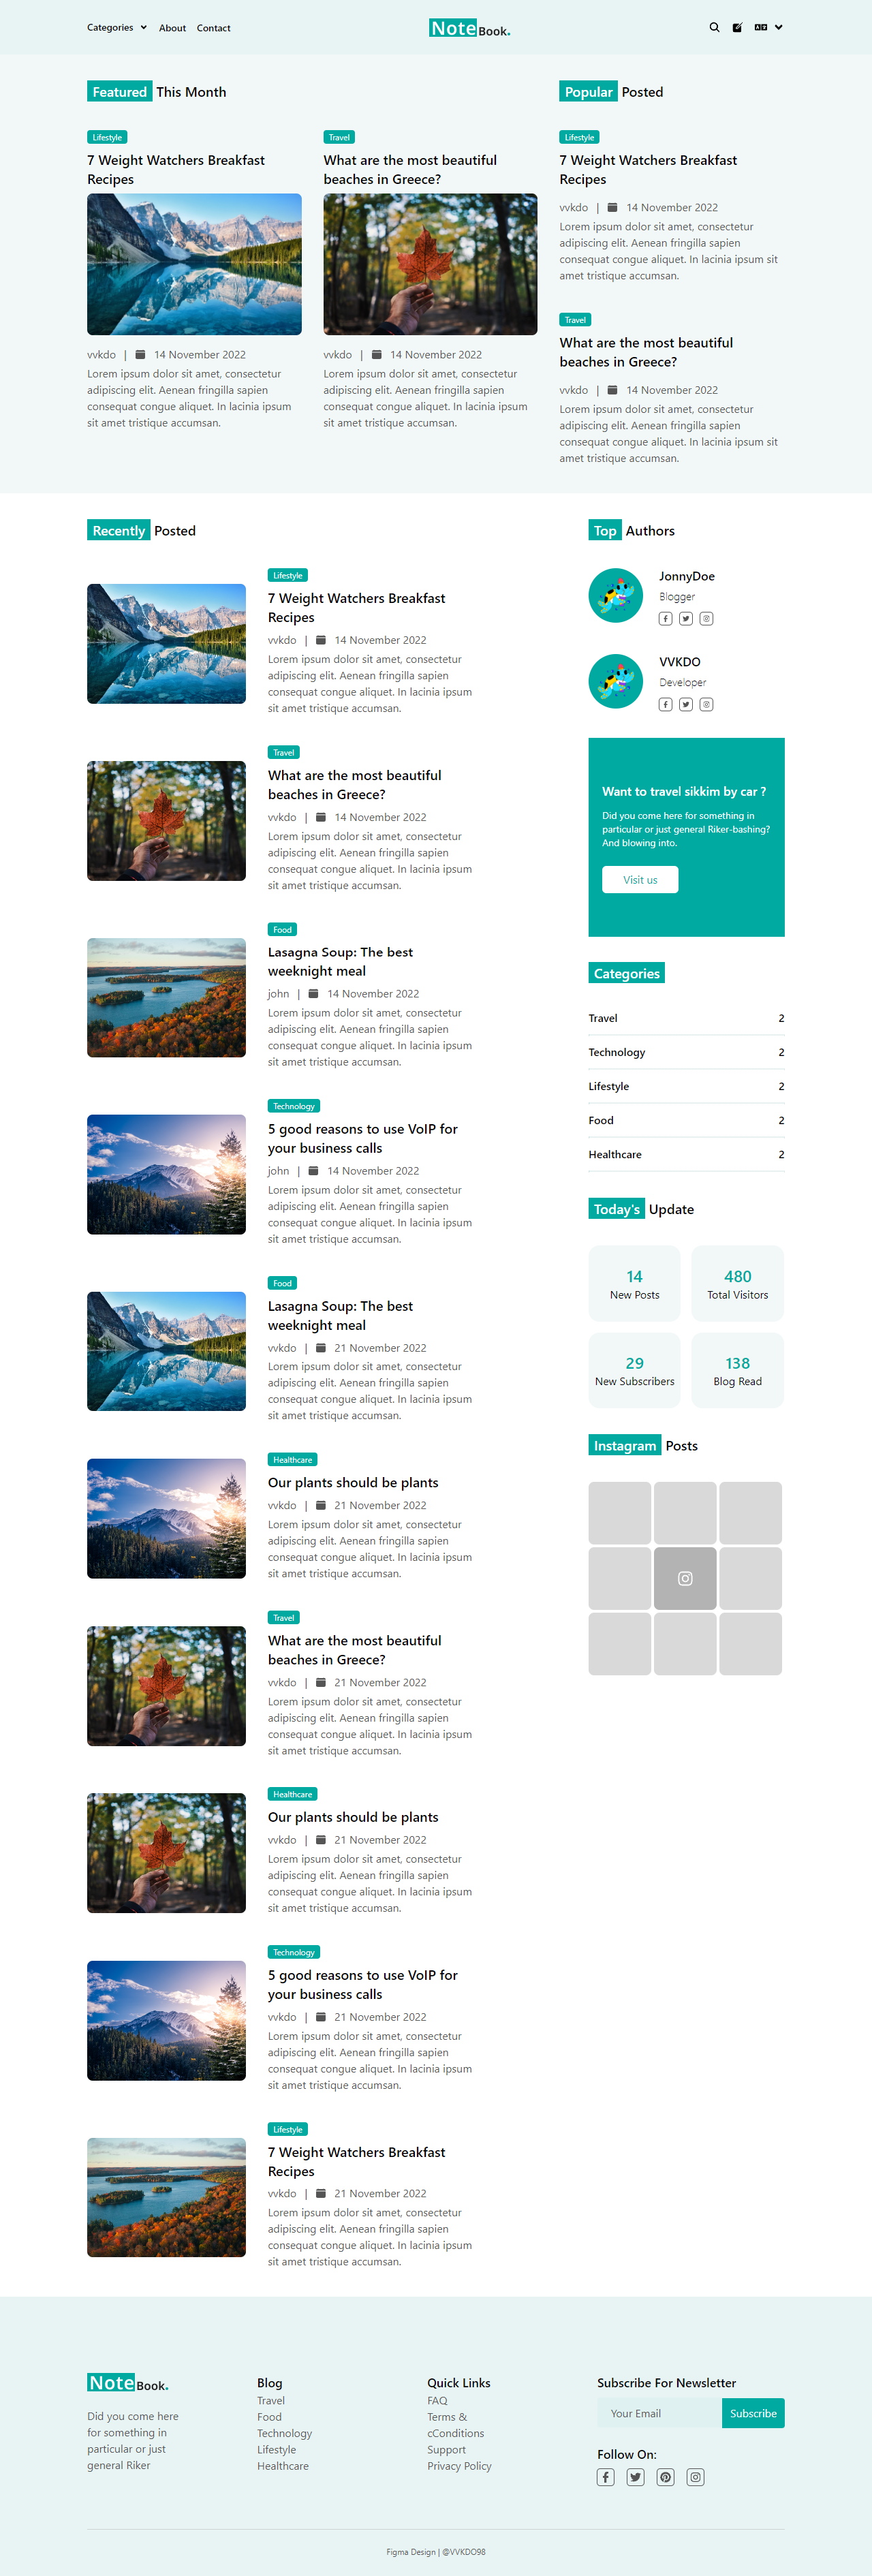 Categories About Contact
NoteBook.
Featured This Month
Lifestyle
7 Weight Watchers Breakfast
Recipes
vvkdo | 14 November 2022
Lorem ipsum dolor sit amet, consectetur
adipiscing elit. Aenean fringilla sapien
consequat congue aliquet. In lacinia ipsum
sit amet tristique accumsan.
Travel
What are the most beautiful
beaches in Greece?
vvkdo | 14 November 2022
Lorem ipsum dolor sit amet, consectetur
adipiscing elit. Aenean fringilla sapien
consequat congue aliquet. In lacinia ipsum
sit amet tristique accumsan.
Popular Posted
Lifestyle
7 Weight Watchers Breakfast
Recipes
vvkdo | 14 November 2022
Lorem ipsum dolor sit amet, consectetur
adipiscing elit. Aenean fringilla sapien
consequat congue aliquet. In lacinia ipsum sit
amet tristique accumsan.
Travel
What are the most beautiful
beaches in Greece?
vvkdo | 14 November 2022
Lorem ipsum dolor sit amet, consectetur
adipiscing elit. Aenean fringilla sapien
consequat congue aliquet. In lacinia ipsum sit
amet tristique accumsan.
Recently Posted
Lifestyle
7 Weight Watchers Breakfast
Recipes
vvkdo | 14 November 2022
Lorem ipsum dolor sit amet, consectetur
adipiscing elit. Aenean fringilla sapien
consequat congue aliquet. In lacinia ipsum
sit amet tristique accumsan.
Travel
What are the most beautiful
beaches in Greece?
vvkdo | 14 November 2022
Lorem ipsum dolor sit amet, consectetur
adipiscing elit. Aenean fringilla sapien
consequat congue aliquet. In lacinia ipsum
sit amet tristique accumsan.
Food
Lasagna Soup: The best
weeknight meal
john | 14 November 2022
Lorem ipsum dolor sit amet, consectetur
adipiscing elit. Aenean fringilla sapien
consequat congue aliquet. In lacinia ipsum
sit amet tristique accumsan.
Technology
5 good reasons to use VoIP for
your business calls
john | 14 November 2022
Lorem ipsum dolor sit amet, consectetur
adipiscing elit. Aenean fringilla sapien
consequat congue aliquet. In lacinia ipsum
sit amet tristique accumsan.
Food
Lasagna Soup: The best
weeknight meal
vvkdo | 21 November 2022
Lorem ipsum dolor sit amet, consectetur
adipiscing elit. Aenean fringilla sapien
consequat congue aliquet. In lacinia ipsum
sit amet tristique accumsan.
Healthcare
Our plants should be plants
vvkdo | 21 November 2022
Lorem ipsum dolor sit amet, consectetur
adipiscing elit. Aenean fringilla sapien
consequat congue aliquet. In lacinia ipsum
sit amet tristique accumsan.
Travel
What are the most beautiful
beaches in Greece?
vvkdo | 21 November 2022
Lorem ipsum dolor sit amet, consectetur
adipiscing elit. Aenean fringilla sapien
consequat congue aliquet. In lacinia ipsum
sit amet tristique accumsan.
Healthcare
Our plants should be plants
vvkdo | 21 November 2022
Lorem ipsum dolor sit amet, consectetur
adipiscing elit. Aenean fringilla sapien
consequat congue aliquet. In lacinia ipsum
sit amet tristique accumsan.
Technology
5 good reasons to use VoIP for
your business calls
vvkdo | 21 November 2022
Lorem ipsum dolor sit amet, consectetur
adipiscing elit. Aenean fringilla sapien
consequat congue aliquet. In lacinia ipsum
sit amet tristique accumsan.
Lifestyle
7 Weight Watchers Breakfast
Recipes
vvkdo | 21 November 2022
Lorem ipsum dolor sit amet, consectetur
adipiscing elit. Aenean fringilla sapien
consequat congue aliquet. In lacinia ipsum
sit amet tristique accumsan.
Top Authors
JonnyDoe
Blogger
VVKDO
Developer
Want to travel sikkim by car ?
Did you come here for something in
particular or just general Riker-bashing?
And blowing into.
Visit us
Categories
Travel 2
Technology 2
Lifestyle 2
Food 2
Healthcare 2
Today's Update
14
New Posts
480
Total Visitors
29
New Subscribers
138
Blog Read
Instagram Posts
NoteBook.
Did you come here
for something in
particular or just
general Riker
Blog
Travel
Food
Technology
Lifestyle
Healthcare
Quick Links
FAQ
Terms &
cConditions
Support
Privacy Policy
Subscribe For Newsletter
Your Email Subscribe
Follow On:
Figma Design | @VVKDO98